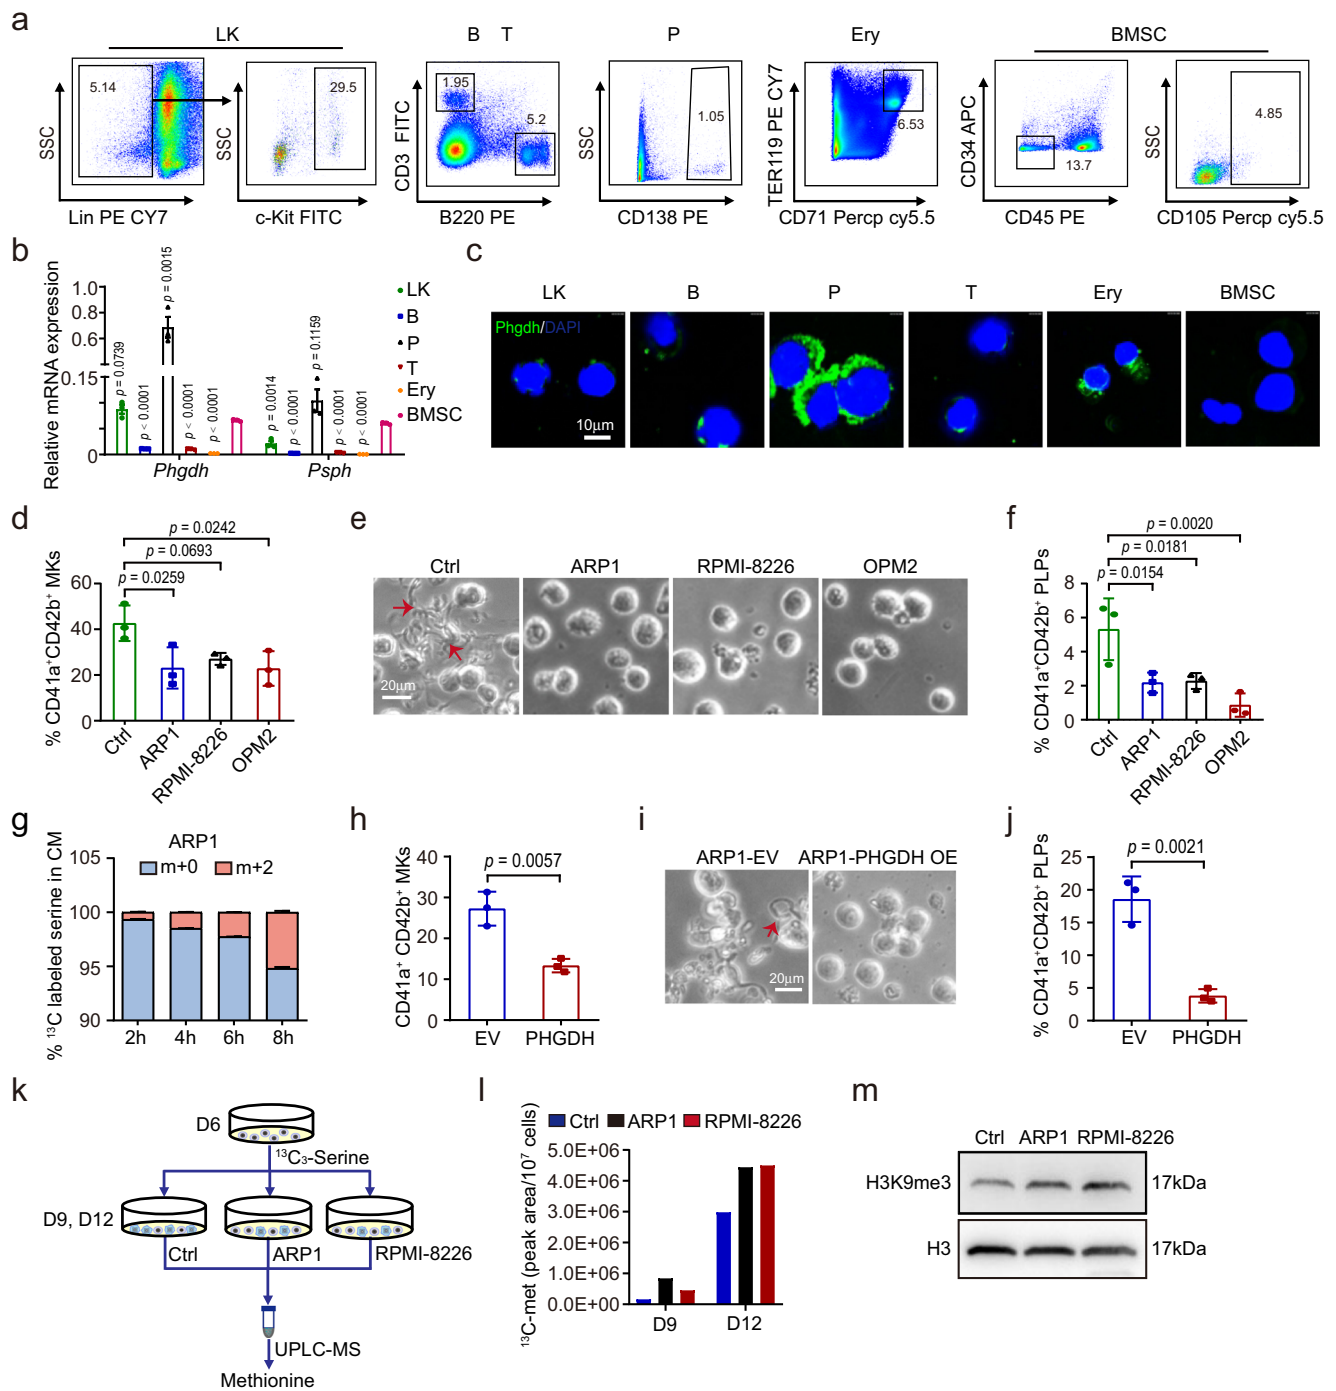 a
LK
B T
P
Ery
BMSC
5.14
29.5
1.95
5.2
1.05
6.53
13.7
4.85
SSC
SSC
CD3 FITC
SSC
TER119 PE CY7
CD34 APC
SSC
Lin PE CY7
c-Kit FITC
B220 PE
CD138 PE
CD71 Percp cy5.5
CD45 PE
CD105 Percp cy5.5
b
Relative mRNA expression
1.0
0.8
0.6
0.15
0
p = 0.0739
p < 0.0001
p = 0.0015
p < 0.0001
p < 0.0001
p = 0.0014
p < 0.0001
p = 0.1159
p < 0.0001
p < 0.0001
Phgdh
Psph
LK
B
P
T
Ery
BMSC
c
LK
B
P
T
Ery
BMSC
Phgdh/DAPI
10μm
d
p = 0.0242
p = 0.0693
p = 0.0259
% CD41a⁺CD42b⁺ MKs
60
40
20
0
Ctrl
ARP1
RPMI-8226
OPM2
e
Ctrl
ARP1
RPMI-8226
OPM2
20μm
f
p = 0.0020
p = 0.0181
p = 0.0154
% CD41a⁺CD42b⁺ PLPs
8
6
4
2
0
Ctrl
ARP1
RPMI-8226
OPM2
g
ARP1
m+0
m+2
% ¹³C labeled serine in CM
105
100
95
90
2h
4h
6h
8h
h
p = 0.0057
CD41a⁺ CD42b⁺ MKs
40
30
20
10
0
EV
PHGDH
i
ARP1-EV
ARP1-PHGDH OE
20μm
j
p = 0.0021
% CD41a⁺CD42b⁺ PLPs
25
20
15
10
5
0
EV
PHGDH
k
D6
¹³C₃-Serine
D9, D12
Ctrl
ARP1
RPMI-8226
UPLC-MS
Methionine
l
Ctrl
ARP1
RPMI-8226
¹³C-met (peak area/10⁷ cells)
5.0E+06
4.0E+06
3.0E+06
2.0E+06
1.0E+06
0.0E+00
D9
D12
m
Ctrl
ARP1
RPMI-8226
H3K9me3
17kDa
H3
17kDa